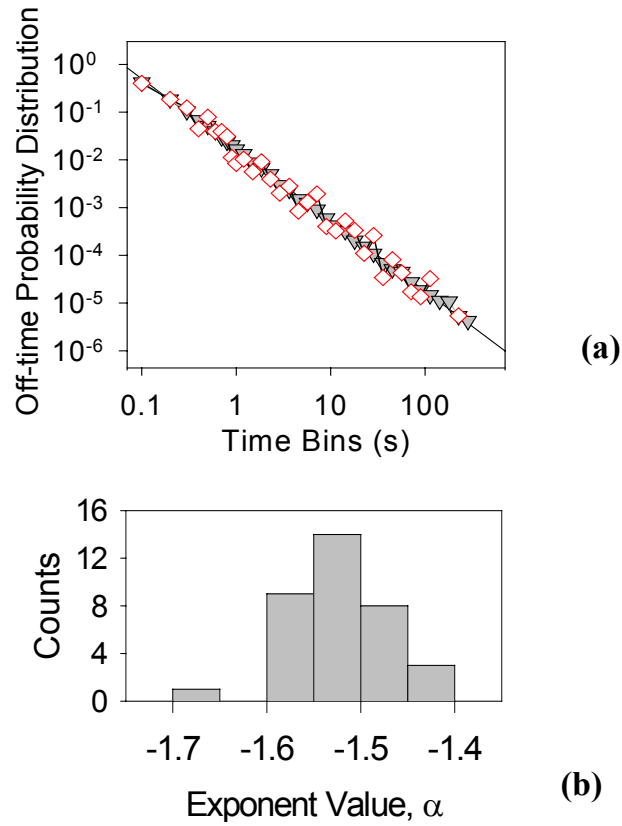 Off-time Probability Distribution
10⁰
10⁻¹
10⁻²
10⁻³
10⁻⁴
10⁻⁵
10⁻⁶
0.1 1 10 100
Time Bins (s)
(a)
Counts
16
12
8
4
0
-1.7 -1.6 -1.5 -1.4
Exponent Value, α
(b)